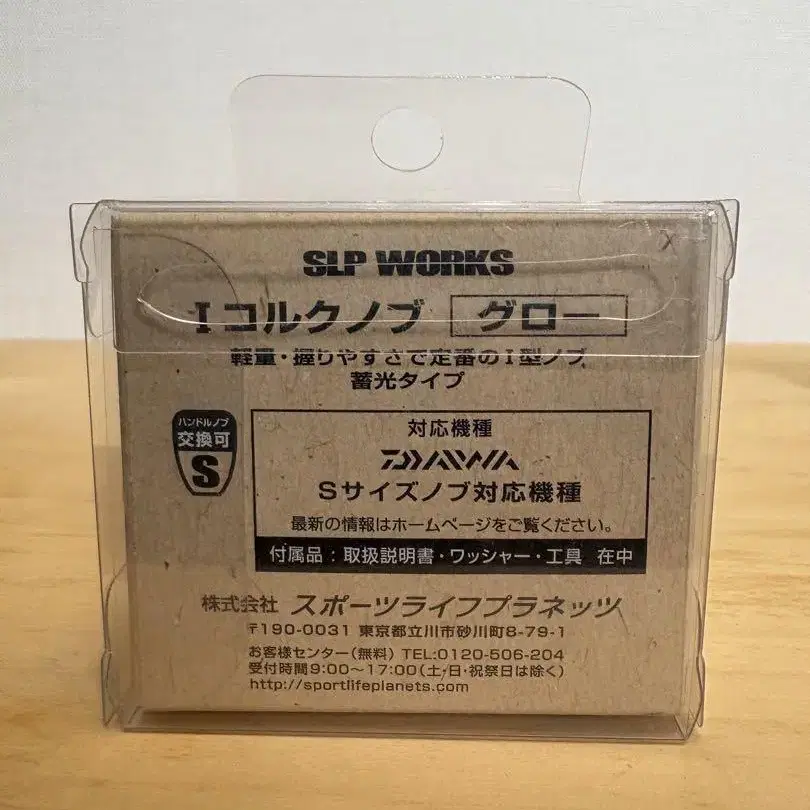 SLP WORKS
Iコルクノブ グロー
軽量・握りやすさで定番のI型ノブ
蓄光タイプ
ハンドルノブ
交換可
S
対応機種
DAIWA
Sサイズノブ対応機種
最新の情報はホームページをご覧ください。
付属品:取扱説明書・ワッシャー・工具 在中
株式会社 スポーツライフプラネッツ
〒190-0031 東京都立川市砂川町8-79-1
お客様センター(無料) TEL:0120-506-204
受付時間9:00〜17:00(土・日・祝祭日は除く)
http://sportlifeplanets.com